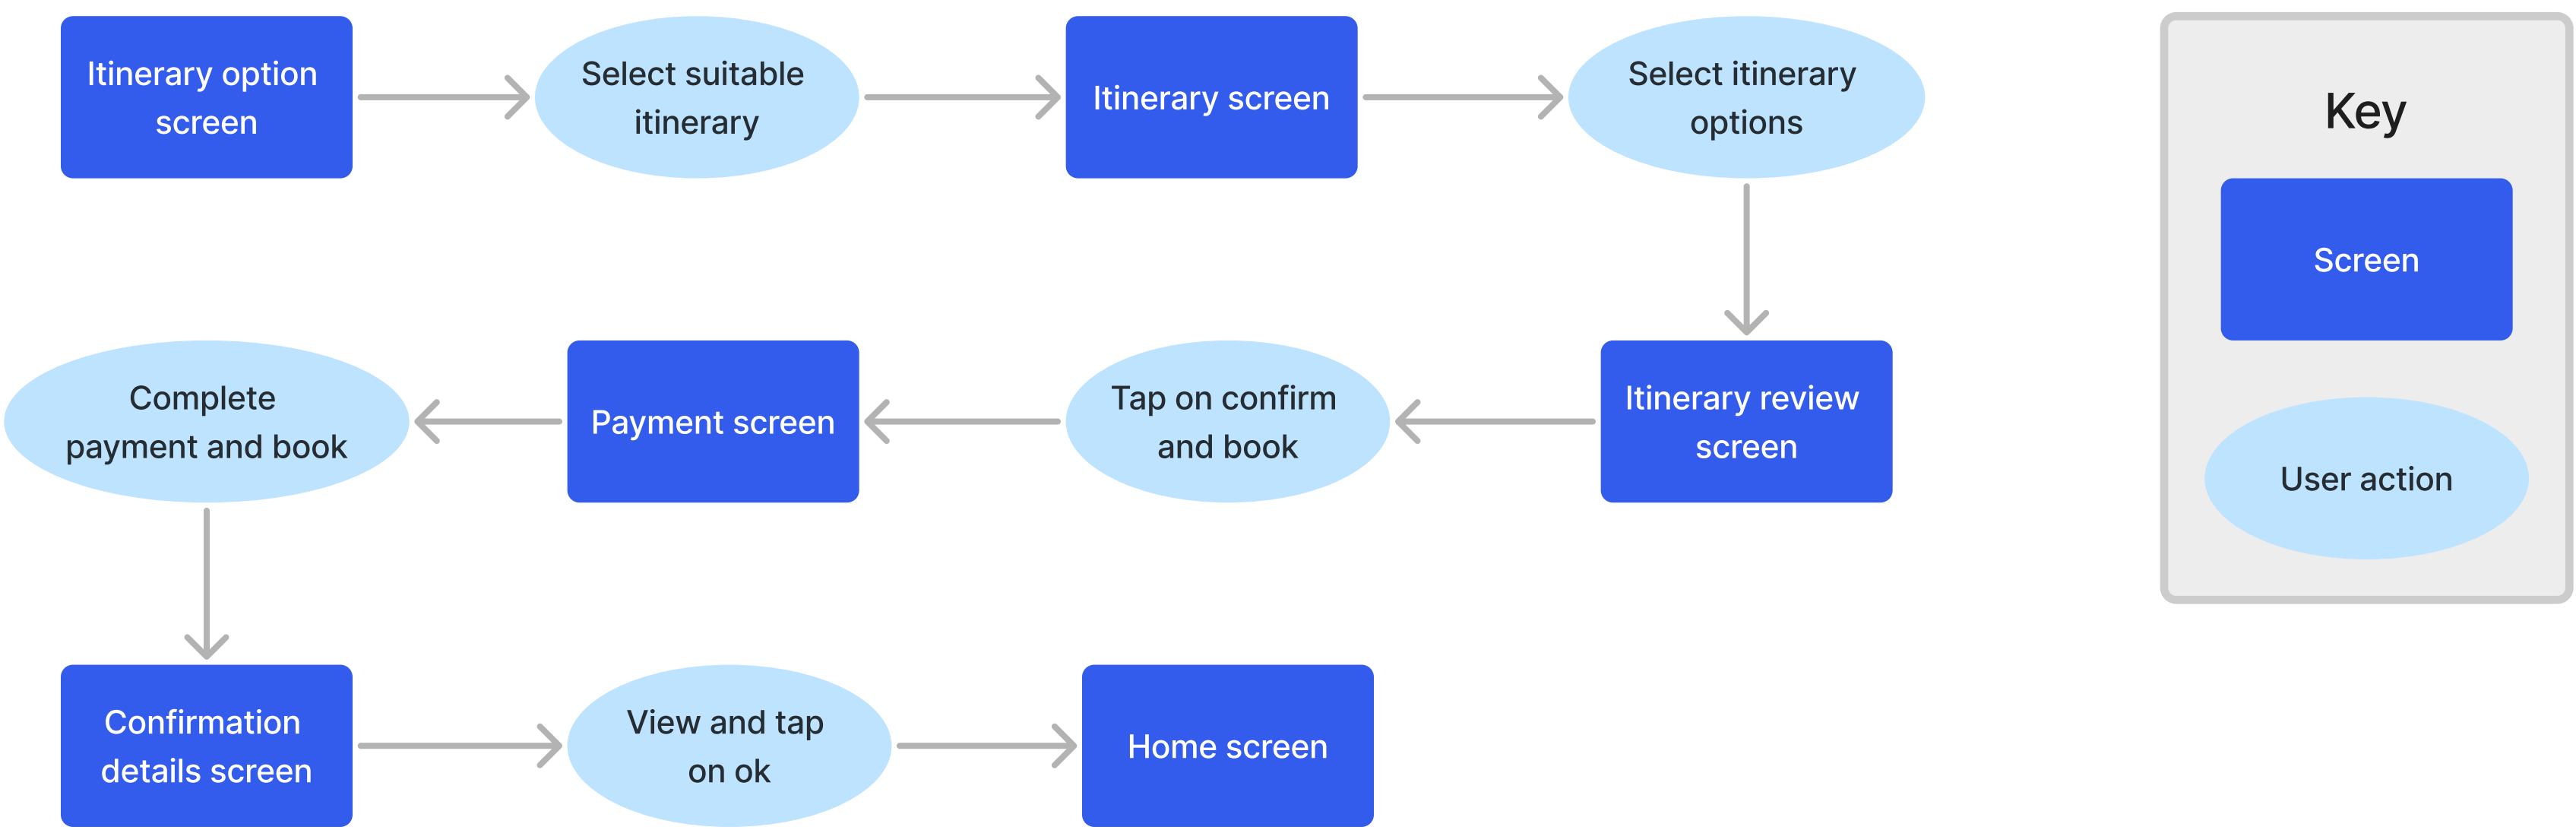 Itinerary option
screen
Select suitable
itinerary
Itinerary screen
Select itinerary
options
Itinerary review
screen
Tap on confirm
and book
Payment screen
Complete
payment and book
Confirmation
details screen
View and tap
on ok
Home screen
Key
Screen
User action